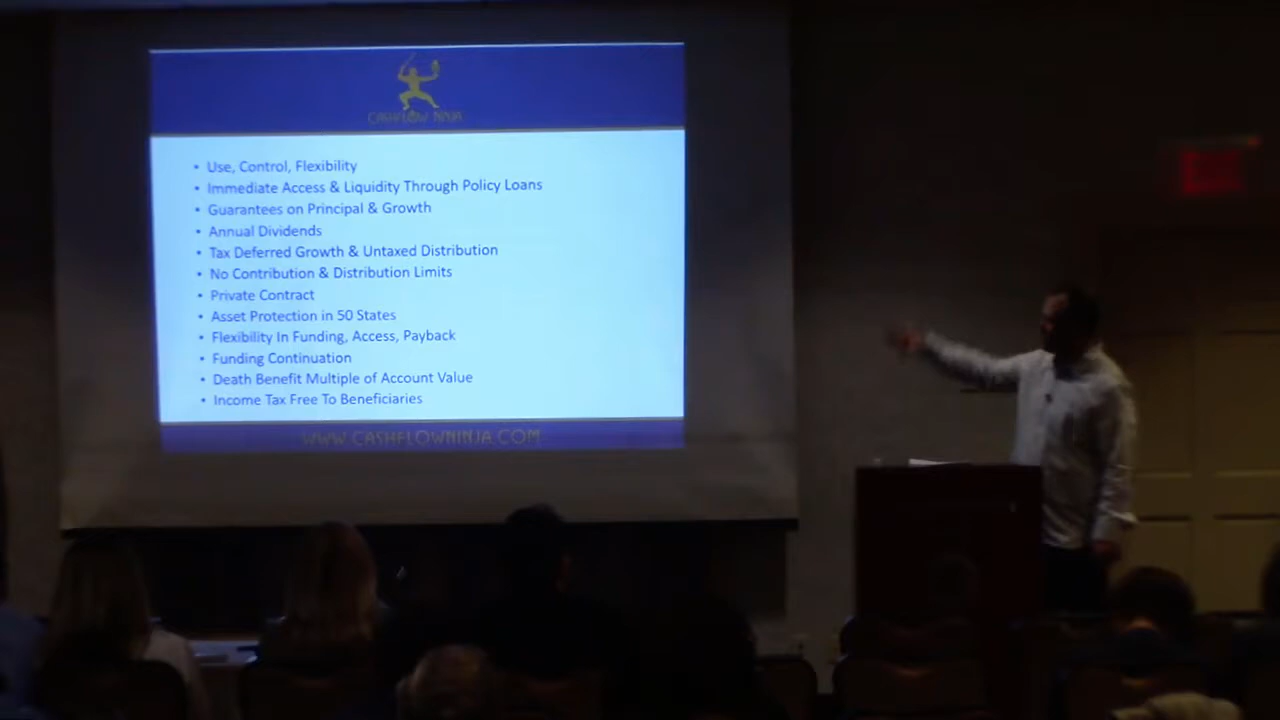 CASHFLOW NINJA
• Use, Control, Flexibility
• Immediate Access & Liquidity Through Policy Loans
• Guarantees on Principal & Growth
• Annual Dividends
• Tax Deferred Growth & Untaxed Distribution
• No Contribution & Distribution Limits
• Private Contract
• Asset Protection in 50 States
• Flexibility In Funding, Access, Payback
• Funding Continuation
• Death Benefit Multiple of Account Value
• Income Tax Free To Beneficiaries
WWW.CASHFLOWNINJA.COM